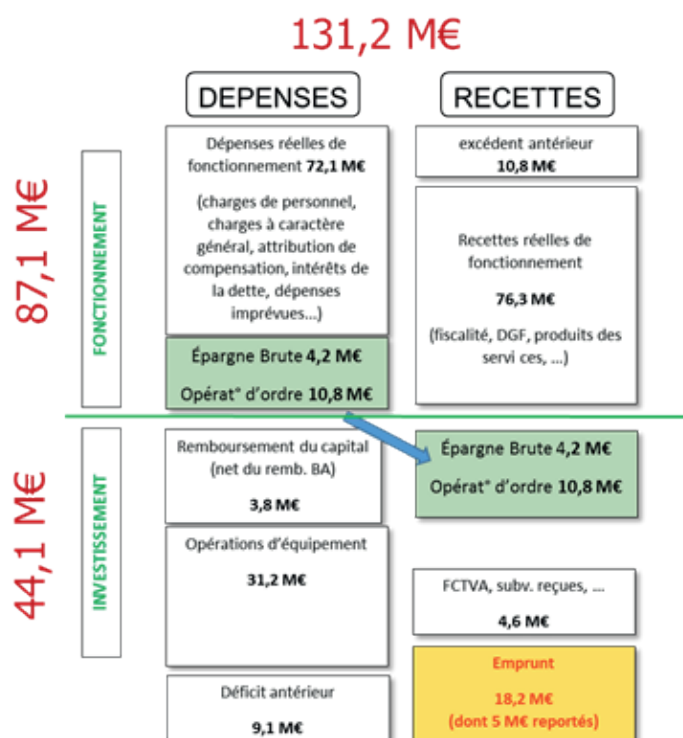 131,2 M€
DEPENSES
RECETTES
87,1 M€
FONCTIONNEMENT
Dépenses réelles de
fonctionnement 72,1 M€
(charges de personnel,
charges à caractère
général, attribution de
compensation, intérêts de
la dette, dépenses
imprévues...)
Épargne Brute 4,2 M€
Opérat° d'ordre 10,8 M€
excédent antérieur
10,8 M€
Recettes réelles de
fonctionnement
76,3 M€
(fiscalité, DGF, produits des
servi ces, ...)
44,1 M€
INVESTISSEMENT
Remboursement du capital
(net du remb. BA)
3,8 M€
Opérations d'équipement
31,2 M€
Déficit antérieur
9,1 M€
Épargne Brute 4,2 M€
Opérat° d'ordre 10,8 M€
FCTVA, subv. reçues, ...
4,6 M€
Emprunt
18,2 M€
(dont 5 M€ reportés)